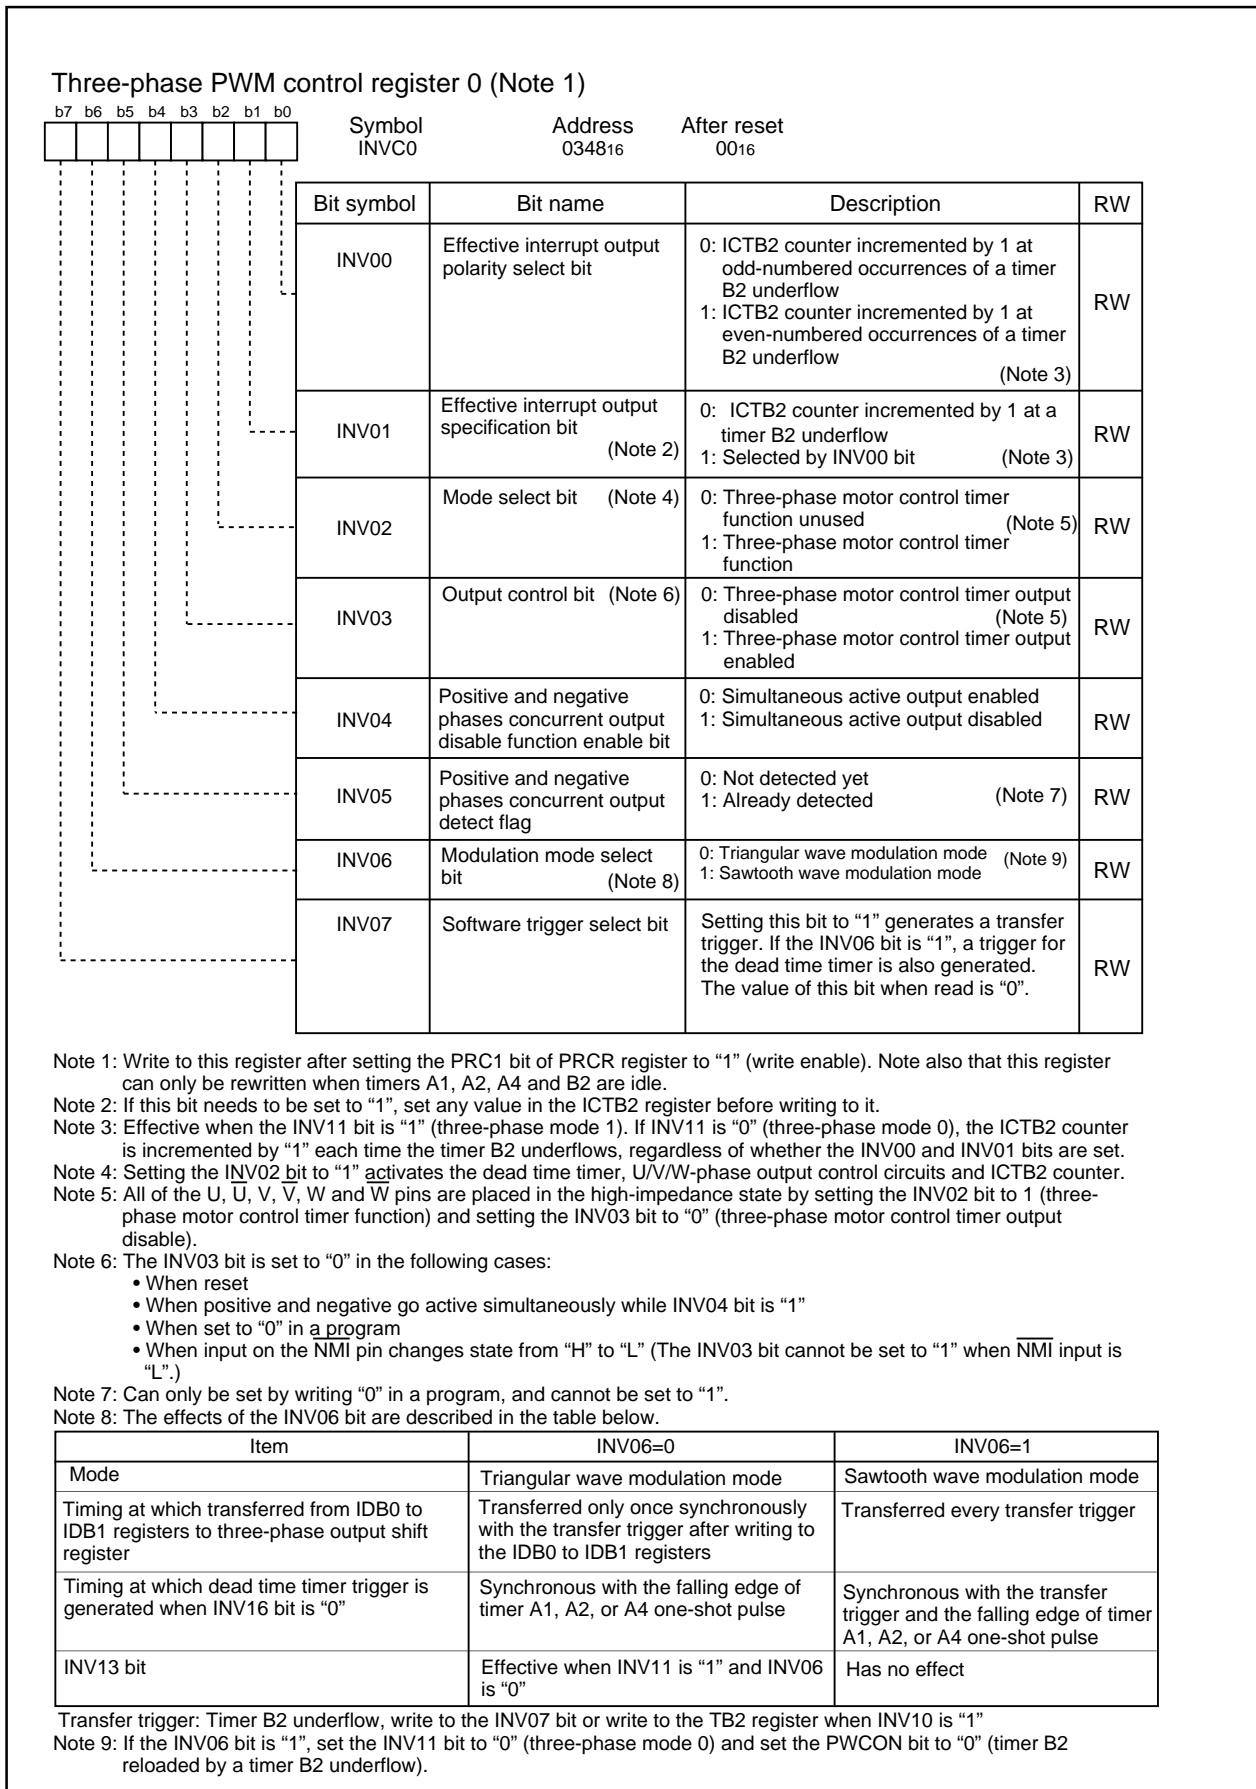 Three-phase PWM control register 0 (Note 1)
b7 b6 b5 b4 b3 b2 b1 b0
Symbol Address After reset
INVC0 034816 0016
Bit symbol Bit name Description RW
INV00
Effective interrupt output
polarity select bit
0: ICTB2 counter incremented by 1 at
odd-numbered occurrences of a timer
B2 underflow
1: ICTB2 counter incremented by 1 at
even-numbered occurrences of a timer
B2 underflow
(Note 3)
RW
INV01
Effective interrupt output
specification bit
(Note 2)
0: ICTB2 counter incremented by 1 at a
timer B2 underflow
1: Selected by INV00 bit (Note 3)
RW
INV02
Mode select bit (Note 4)
0: Three-phase motor control timer
function unused (Note 5)
1: Three-phase motor control timer
function
RW
INV03
Output control bit (Note 6)
0: Three-phase motor control timer output
disabled (Note 5)
1: Three-phase motor control timer output
enabled
RW
INV04
Positive and negative
phases concurrent output
disable function enable bit
0: Simultaneous active output enabled
1: Simultaneous active output disabled
RW
INV05
Positive and negative
phases concurrent output
detect flag
0: Not detected yet
1: Already detected (Note 7)
RW
INV06
Modulation mode select
bit (Note 8)
0: Triangular wave modulation mode (Note 9)
1: Sawtooth wave modulation mode
RW
INV07
Software trigger select bit
Setting this bit to “1” generates a transfer
trigger. If the INV06 bit is “1”, a trigger for
the dead time timer is also generated.
The value of this bit when read is “0”.
RW
Note 1: Write to this register after setting the PRC1 bit of PRCR register to “1” (write enable). Note also that this register
can only be rewritten when timers A1, A2, A4 and B2 are idle.
Note 2: If this bit needs to be set to “1”, set any value in the ICTB2 register before writing to it.
Note 3: Effective when the INV11 bit is “1” (three-phase mode 1). If INV11 is “0” (three-phase mode 0), the ICTB2 counter
is incremented by “1” each time the timer B2 underflows, regardless of whether the INV00 and INV01 bits are set.
Note 4: Setting the INV02 bit to “1” activates the dead time timer, U/V/W-phase output control circuits and ICTB2 counter.
Note 5: All of the U, U̅, V, V̅, W and W̅ pins are placed in the high-impedance state by setting the INV02 bit to 1 (three-
phase motor control timer function) and setting the INV03 bit to “0” (three-phase motor control timer output
disable).
Note 6: The INV03 bit is set to “0” in the following cases:
• When reset
• When positive and negative go active simultaneously while INV04 bit is “1”
• When set to “0” in a program
• When input on the N̅M̅I̅ pin changes state from “H” to “L” (The INV03 bit cannot be set to “1” when N̅M̅I̅ input is
“L”.)
Note 7: Can only be set by writing “0” in a program, and cannot be set to “1”.
Note 8: The effects of the INV06 bit are described in the table below.
Item INV06=0 INV06=1
Mode Triangular wave modulation mode Sawtooth wave modulation mode
Timing at which transferred from IDB0 to
IDB1 registers to three-phase output shift
register
Transferred only once synchronously
with the transfer trigger after writing to
the IDB0 to IDB1 registers
Transferred every transfer trigger
Timing at which dead time timer trigger is
generated when INV16 bit is “0”
Synchronous with the falling edge of
timer A1, A2, or A4 one-shot pulse
Synchronous with the transfer
trigger and the falling edge of timer
A1, A2, or A4 one-shot pulse
INV13 bit
Effective when INV11 is “1” and INV06
is “0”
Has no effect
Transfer trigger: Timer B2 underflow, write to the INV07 bit or write to the TB2 register when INV10 is “1”
Note 9: If the INV06 bit is “1”, set the INV11 bit to “0” (three-phase mode 0) and set the PWCON bit to “0” (timer B2
reloaded by a timer B2 underflow).